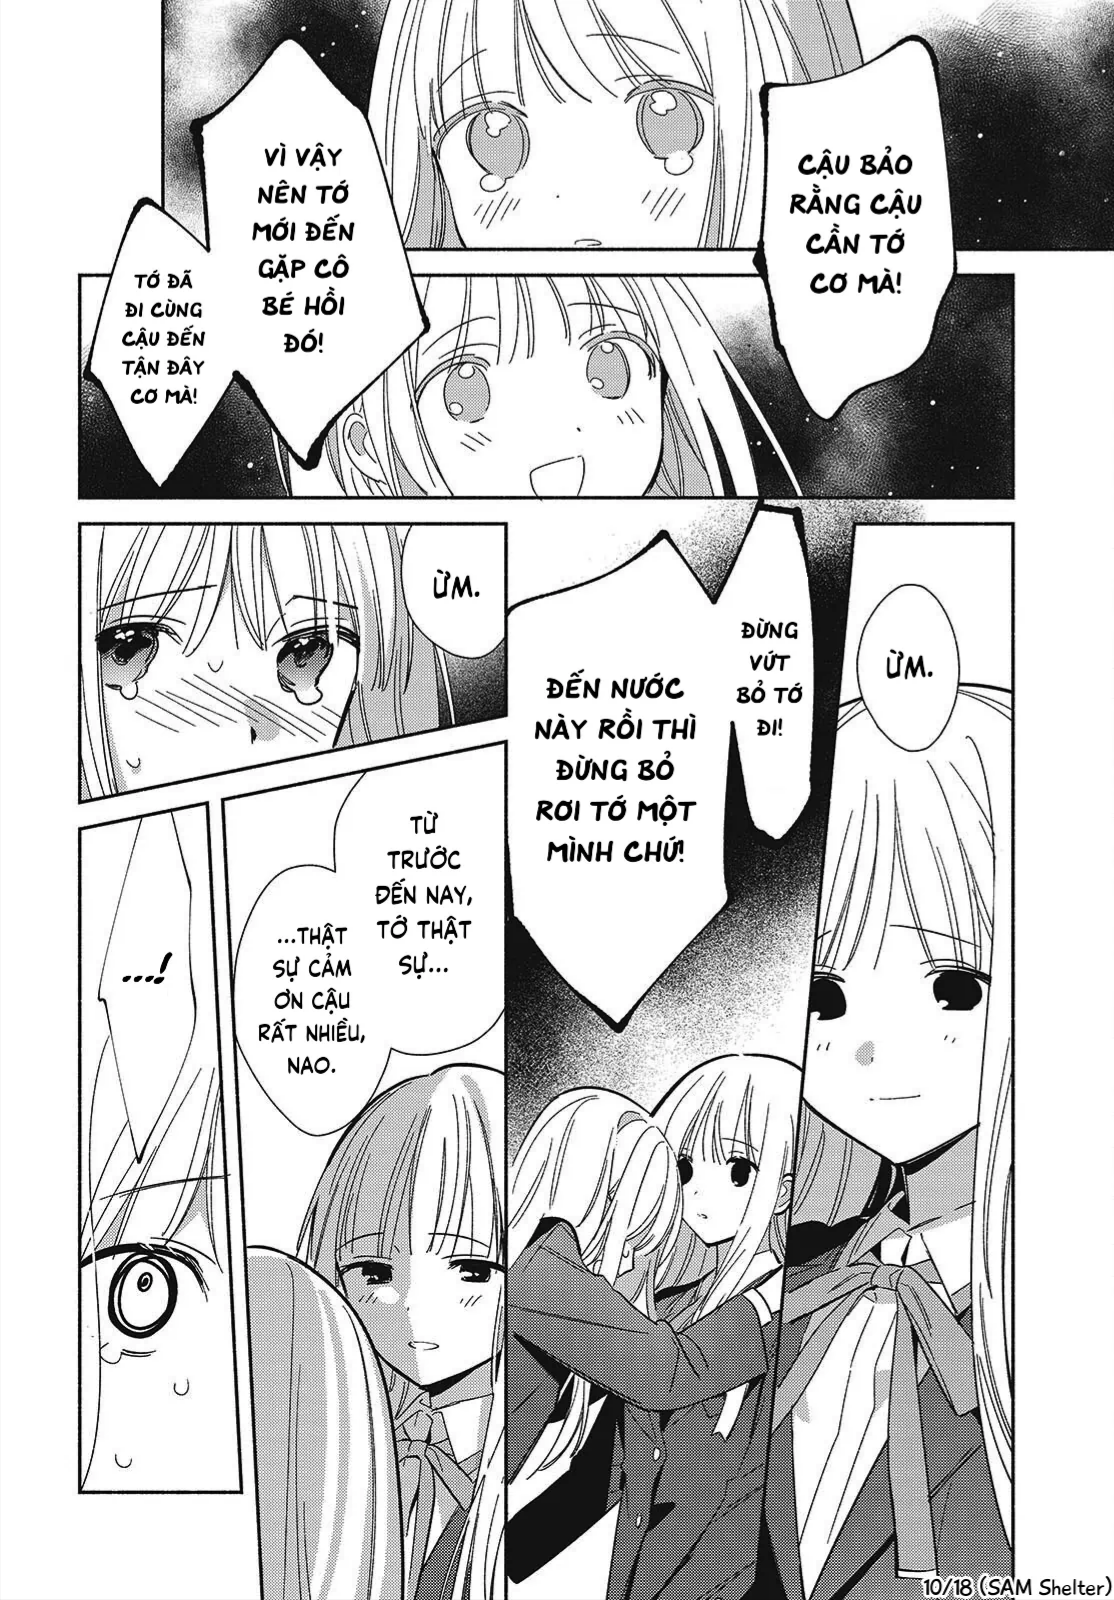 CẬU BẢO
RẰNG CẬU
CẦN TỚ
CƠ MÀ!
VÌ VẬY
NÊN TỚ
MỚI ĐẾN
GẶP CÔ
BÉ HỒI
ĐÓ!
TỚ ĐÃ
ĐI CÙNG
CẬU ĐẾN
TẬN ĐÂY
CƠ MÀ!
ỪM.
ĐỪNG
VỨT
BỎ TỚ
ĐI!
ĐẾN NƯỚC
NÀY RỒI THÌ
ĐỪNG BỎ
RƠI TỚ MỘT
MÌNH CHỨ!
ỪM.
TỪ
TRƯỚC
ĐẾN NAY,
TỚ THẬT
SỰ...
...THẬT
SỰ CẢM
ƠN CẬU
RẤT NHIỀU,
NAO.
....!
10/18 (SAM Shelter)